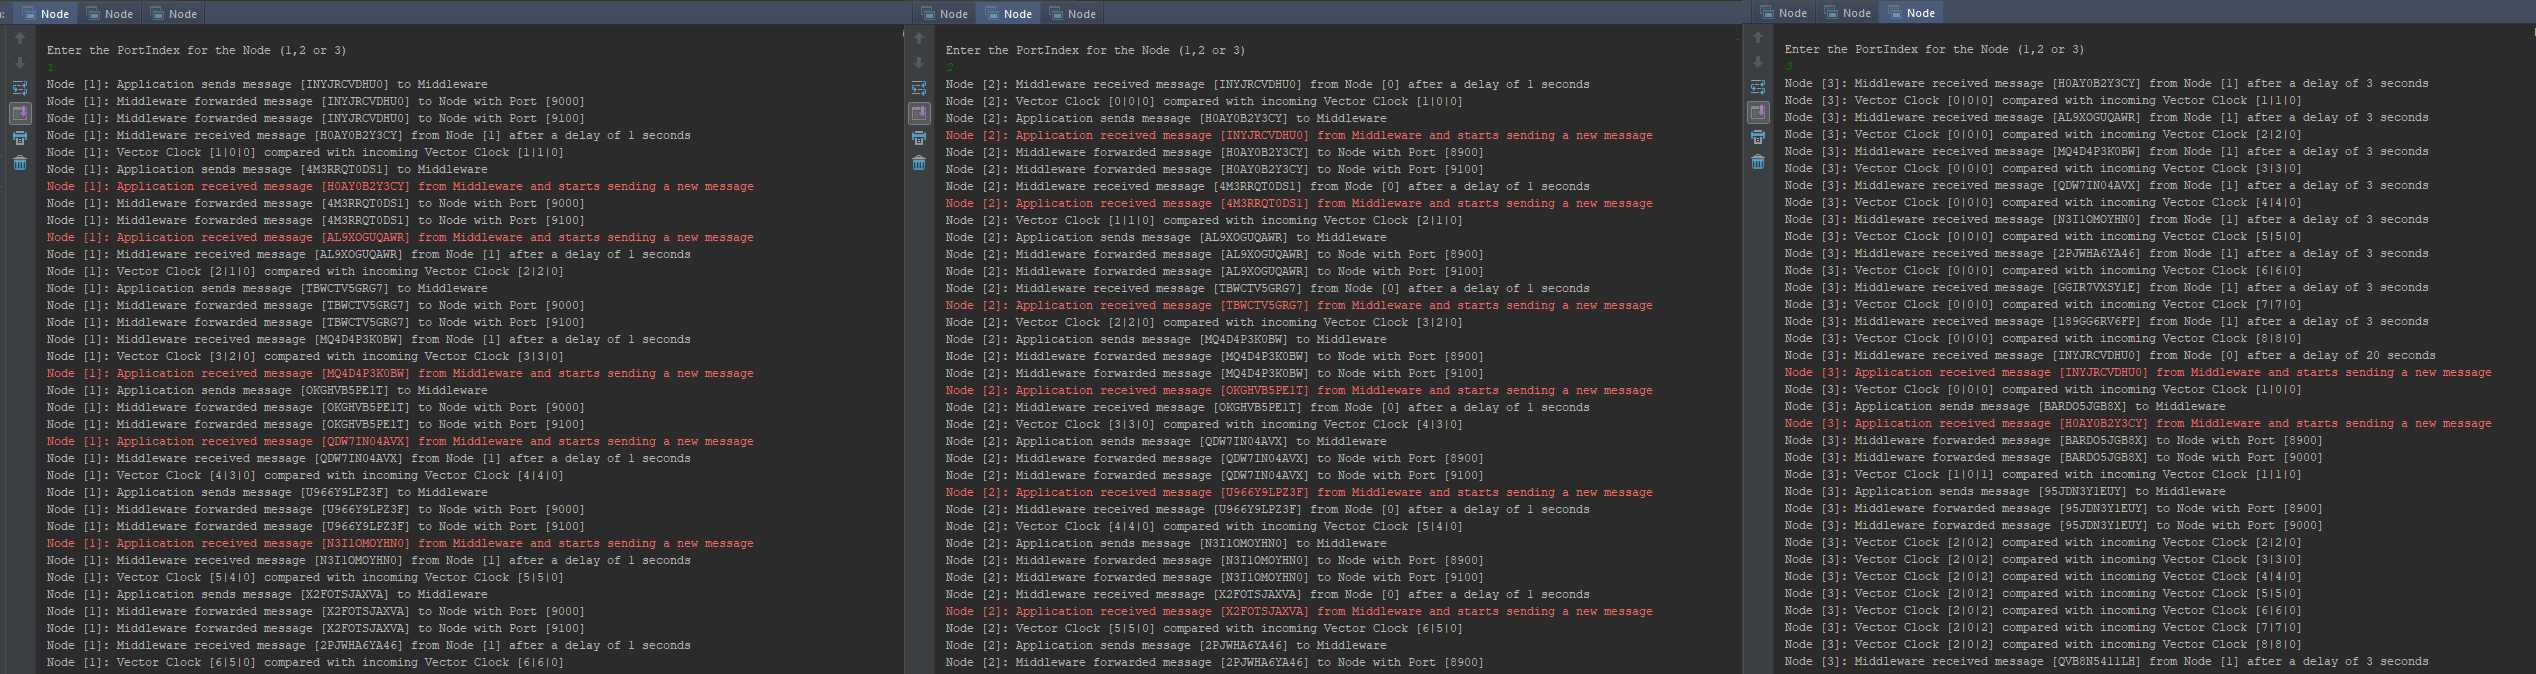 Node Node Node
Enter the PortIndex for the Node (1,2 or 3)
1
Node [1]: Application sends message [INYJRCVDHU0] to Middleware
Node [1]: Middleware forwarded message [INYJRCVDHU0] to Node with Port [9000]
Node [1]: Middleware forwarded message [INYJRCVDHU0] to Node with Port [9100]
Node [1]: Middleware received message [H0AY0B2Y3CY] from Node [1] after a delay of 1 seconds
Node [1]: Vector Clock [1|0|0] compared with incoming Vector Clock [1|1|0]
Node [1]: Application sends message [4M3RRQT0DS1] to Middleware
Node [1]: Application received message [H0AY0B2Y3CY] from Middleware and starts sending a new message
Node [1]: Middleware forwarded message [4M3RRQT0DS1] to Node with Port [9000]
Node [1]: Middleware forwarded message [4M3RRQT0DS1] to Node with Port [9100]
Node [1]: Application received message [AL9XOGUQAWR] from Middleware and starts sending a new message
Node [1]: Middleware received message [AL9XOGUQAWR] from Node [1] after a delay of 1 seconds
Node [1]: Vector Clock [2|1|0] compared with incoming Vector Clock [2|2|0]
Node [1]: Application sends message [TBWCTV5GRG7] to Middleware
Node [1]: Middleware forwarded message [TBWCTV5GRG7] to Node with Port [9000]
Node [1]: Middleware forwarded message [TBWCTV5GRG7] to Node with Port [9100]
Node [1]: Middleware received message [MQ4D4P3K0BW] from Node [1] after a delay of 1 seconds
Node [1]: Vector Clock [3|2|0] compared with incoming Vector Clock [3|3|0]
Node [1]: Application received message [MQ4D4P3K0BW] from Middleware and starts sending a new message
Node [1]: Application sends message [OKGHVB5PE1T] to Middleware
Node [1]: Middleware forwarded message [OKGHVB5PE1T] to Node with Port [9000]
Node [1]: Middleware forwarded message [OKGHVB5PE1T] to Node with Port [9100]
Node [1]: Application received message [QDW7IN04AVX] from Middleware and starts sending a new message
Node [1]: Middleware received message [QDW7IN04AVX] from Node [1] after a delay of 1 seconds
Node [1]: Vector Clock [4|3|0] compared with incoming Vector Clock [4|4|0]
Node [1]: Application sends message [U966Y9LPZ3F] to Middleware
Node [1]: Middleware forwarded message [U966Y9LPZ3F] to Node with Port [9000]
Node [1]: Middleware forwarded message [U966Y9LPZ3F] to Node with Port [9100]
Node [1]: Application received message [N3I1OMOYHN0] from Middleware and starts sending a new message
Node [1]: Middleware received message [N3I1OMOYHN0] from Node [1] after a delay of 1 seconds
Node [1]: Vector Clock [5|4|0] compared with incoming Vector Clock [5|5|0]
Node [1]: Application sends message [X2FOTSJAXVA] to Middleware
Node [1]: Middleware forwarded message [X2FOTSJAXVA] to Node with Port [9000]
Node [1]: Middleware forwarded message [X2FOTSJAXVA] to Node with Port [9100]
Node [1]: Middleware received message [2PJWHA6YA46] from Node [1] after a delay of 1 seconds
Node [1]: Vector Clock [6|5|0] compared with incoming Vector Clock [6|6|0]
Node Node Node
Enter the PortIndex for the Node (1,2 or 3)
2
Node [2]: Middleware received message [INYJRCVDHU0] from Node [0] after a delay of 1 seconds
Node [2]: Vector Clock [0|0|0] compared with incoming Vector Clock [1|0|0]
Node [2]: Application sends message [H0AY0B2Y3CY] to Middleware
Node [2]: Application received message [INYJRCVDHU0] from Middleware and starts sending a new message
Node [2]: Middleware forwarded message [H0AY0B2Y3CY] to Node with Port [8900]
Node [2]: Middleware forwarded message [H0AY0B2Y3CY] to Node with Port [9100]
Node [2]: Middleware received message [4M3RRQT0DS1] from Node [0] after a delay of 1 seconds
Node [2]: Application received message [4M3RRQT0DS1] from Middleware and starts sending a new message
Node [2]: Vector Clock [1|1|0] compared with incoming Vector Clock [2|1|0]
Node [2]: Application sends message [AL9XOGUQAWR] to Middleware
Node [2]: Middleware forwarded message [AL9XOGUQAWR] to Node with Port [8900]
Node [2]: Middleware forwarded message [AL9XOGUQAWR] to Node with Port [9100]
Node [2]: Middleware received message [TBWCTV5GRG7] from Node [0] after a delay of 1 seconds
Node [2]: Application received message [TBWCTV5GRG7] from Middleware and starts sending a new message
Node [2]: Vector Clock [2|2|0] compared with incoming Vector Clock [3|2|0]
Node [2]: Application sends message [MQ4D4P3K0BW] to Middleware
Node [2]: Middleware forwarded message [MQ4D4P3K0BW] to Node with Port [8900]
Node [2]: Middleware forwarded message [MQ4D4P3K0BW] to Node with Port [9100]
Node [2]: Application received message [OKGHVB5PE1T] from Middleware and starts sending a new message
Node [2]: Middleware received message [OKGHVB5PE1T] from Node [0] after a delay of 1 seconds
Node [2]: Vector Clock [3|3|0] compared with incoming Vector Clock [4|3|0]
Node [2]: Application sends message [QDW7IN04AVX] to Middleware
Node [2]: Middleware forwarded message [QDW7IN04AVX] to Node with Port [8900]
Node [2]: Middleware forwarded message [QDW7IN04AVX] to Node with Port [9100]
Node [2]: Application received message [U966Y9LPZ3F] from Middleware and starts sending a new message
Node [2]: Middleware received message [U966Y9LPZ3F] from Node [0] after a delay of 1 seconds
Node [2]: Vector Clock [4|4|0] compared with incoming Vector Clock [5|4|0]
Node [2]: Application sends message [N3I1OMOYHN0] to Middleware
Node [2]: Middleware forwarded message [N3I1OMOYHN0] to Node with Port [8900]
Node [2]: Middleware forwarded message [N3I1OMOYHN0] to Node with Port [9100]
Node [2]: Middleware received message [X2FOTSJAXVA] from Node [0] after a delay of 1 seconds
Node [2]: Application received message [X2FOTSJAXVA] from Middleware and starts sending a new message
Node [2]: Vector Clock [5|5|0] compared with incoming Vector Clock [6|5|0]
Node [2]: Application sends message [2PJWHA6YA46] to Middleware
Node [2]: Middleware forwarded message [2PJWHA6YA46] to Node with Port [8900]
Node Node Node
Enter the PortIndex for the Node (1,2 or 3)
3
Node [3]: Middleware received message [H0AY0B2Y3CY] from Node [1] after a delay of 3 seconds
Node [3]: Vector Clock [0|0|0] compared with incoming Vector Clock [1|1|0]
Node [3]: Middleware received message [AL9XOGUQAWR] from Node [1] after a delay of 3 seconds
Node [3]: Vector Clock [0|0|0] compared with incoming Vector Clock [2|2|0]
Node [3]: Middleware received message [MQ4D4P3K0BW] from Node [1] after a delay of 3 seconds
Node [3]: Vector Clock [0|0|0] compared with incoming Vector Clock [3|3|0]
Node [3]: Middleware received message [QDW7IN04AVX] from Node [1] after a delay of 3 seconds
Node [3]: Vector Clock [0|0|0] compared with incoming Vector Clock [4|4|0]
Node [3]: Middleware received message [N3I1OMOYHN0] from Node [1] after a delay of 3 seconds
Node [3]: Vector Clock [0|0|0] compared with incoming Vector Clock [5|5|0]
Node [3]: Middleware received message [2PJWHA6YA46] from Node [1] after a delay of 3 seconds
Node [3]: Vector Clock [0|0|0] compared with incoming Vector Clock [6|6|0]
Node [3]: Middleware received message [GGIR7VXSY1E] from Node [1] after a delay of 3 seconds
Node [3]: Vector Clock [0|0|0] compared with incoming Vector Clock [7|7|0]
Node [3]: Middleware received message [189GG6RV6FP] from Node [1] after a delay of 3 seconds
Node [3]: Vector Clock [0|0|0] compared with incoming Vector Clock [8|8|0]
Node [3]: Middleware received message [INYJRCVDHU0] from Node [0] after a delay of 20 seconds
Node [3]: Application received message [INYJRCVDHU0] from Middleware and starts sending a new message
Node [3]: Vector Clock [0|0|0] compared with incoming Vector Clock [1|0|0]
Node [3]: Application sends message [BARDO5JGB8X] to Middleware
Node [3]: Application received message [H0AY0B2Y3CY] from Middleware and starts sending a new message
Node [3]: Middleware forwarded message [BARDO5JGB8X] to Node with Port [8900]
Node [3]: Middleware forwarded message [BARDO5JGB8X] to Node with Port [9000]
Node [3]: Vector Clock [1|0|1] compared with incoming Vector Clock [1|1|0]
Node [3]: Application sends message [95JDN3Y1EUY] to Middleware
Node [3]: Middleware forwarded message [95JDN3Y1EUY] to Node with Port [8900]
Node [3]: Middleware forwarded message [95JDN3Y1EUY] to Node with Port [9000]
Node [3]: Vector Clock [2|0|2] compared with incoming Vector Clock [2|2|0]
Node [3]: Vector Clock [2|0|2] compared with incoming Vector Clock [3|3|0]
Node [3]: Vector Clock [2|0|2] compared with incoming Vector Clock [4|4|0]
Node [3]: Vector Clock [2|0|2] compared with incoming Vector Clock [5|5|0]
Node [3]: Vector Clock [2|0|2] compared with incoming Vector Clock [6|6|0]
Node [3]: Vector Clock [2|0|2] compared with incoming Vector Clock [7|7|0]
Node [3]: Vector Clock [2|0|2] compared with incoming Vector Clock [8|8|0]
Node [3]: Middleware received message [QVB8N5411LH] from Node [1] after a delay of 3 seconds